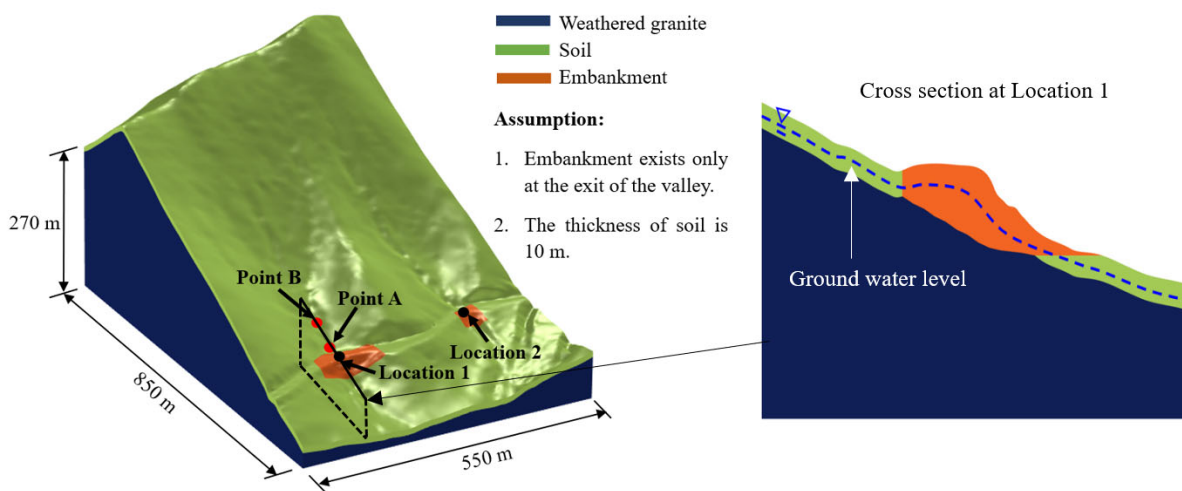 Weathered granite
Soil
Embankment
Assumption:
1. Embankment exists only
at the exit of the valley.
2. The thickness of soil is
10 m.
270 m
850 m
550 m
Point B
Point A
Location 1
Location 2
Cross section at Location 1
Ground water level